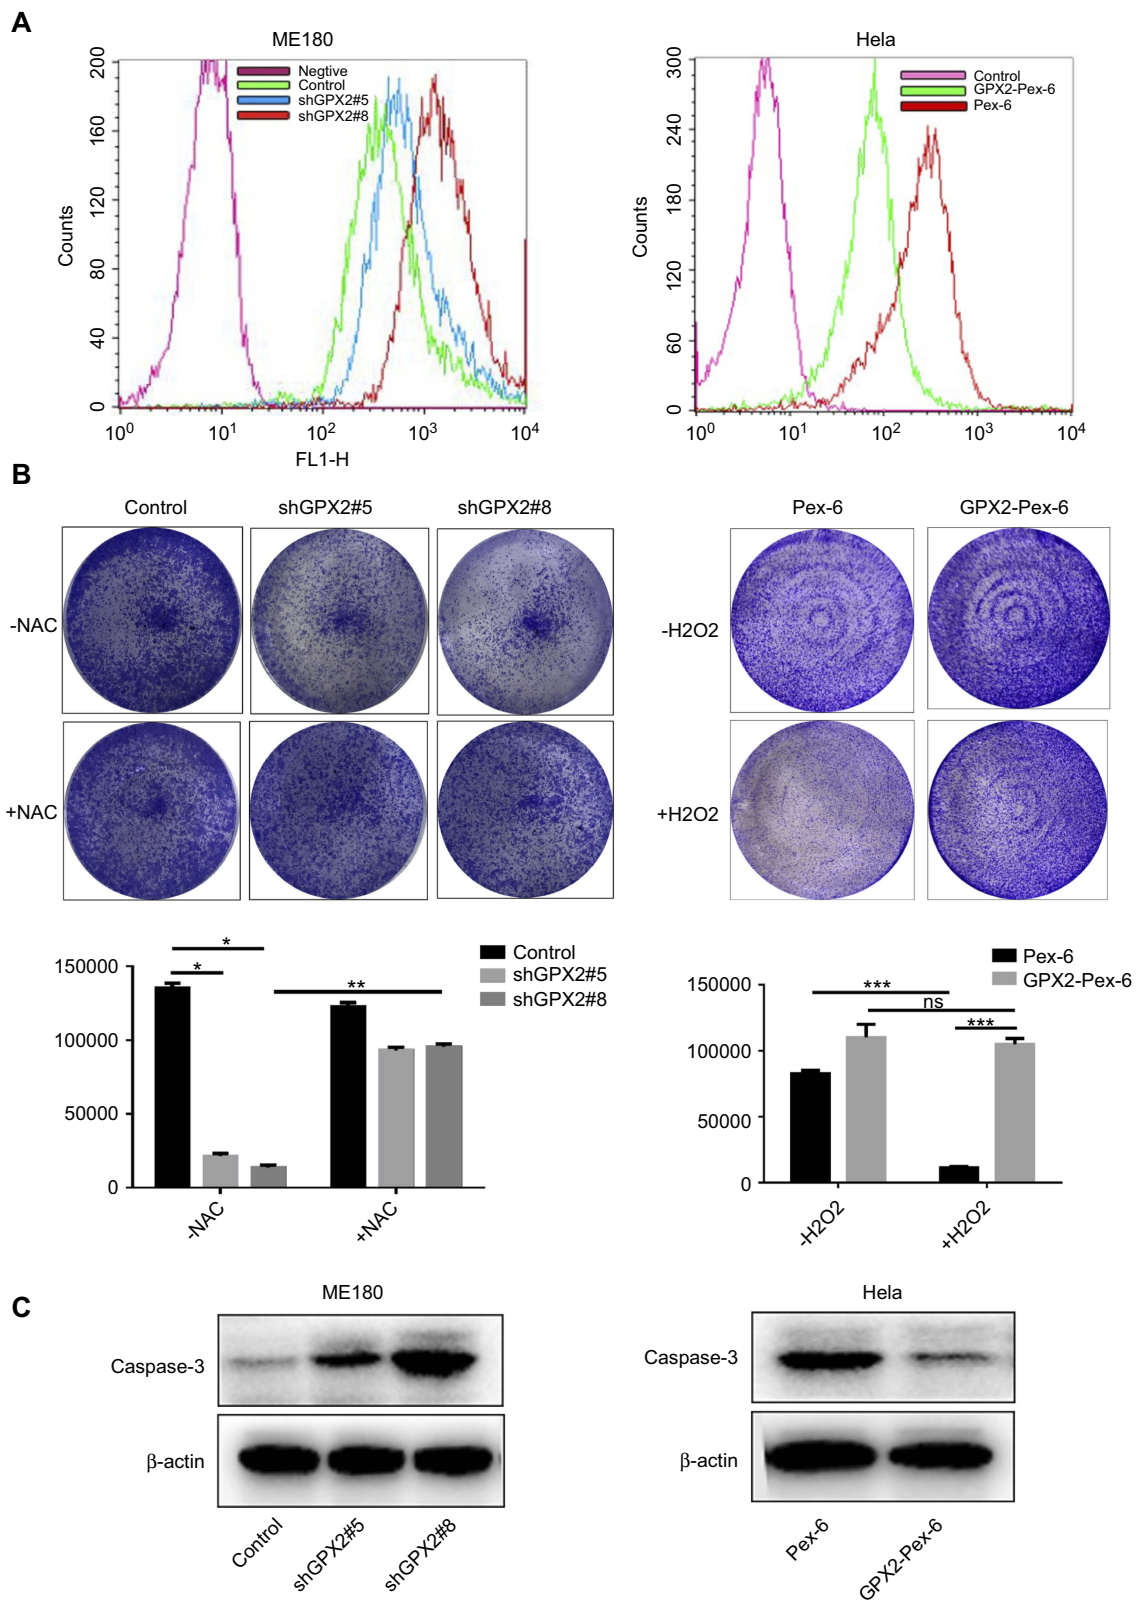 A
ME180
Hela
200
160
120
80
40
0
Counts
Negtive
Control
shGPX2#5
shGPX2#8
10^0 10^1 10^2 10^3 10^4
FL1-H
300
240
180
120
60
0
Counts
Control
GPX2-Pex-6
Pex-6
10^0 10^1 10^2 10^3 10^4
B
Control shGPX2#5 shGPX2#8
-NAC
+NAC
Pex-6 GPX2-Pex-6
-H2O2
+H2O2
150000
100000
50000
0
*
*
**
Control
shGPX2#5
shGPX2#8
-NAC +NAC
150000
100000
50000
0
***
ns
***
Pex-6
GPX2-Pex-6
-H2O2 +H2O2
C
ME180
Caspase-3
β-actin
Control shGPX2#5 shGPX2#8
Hela
Caspase-3
β-actin
Pex-6 GPX2-Pex-6